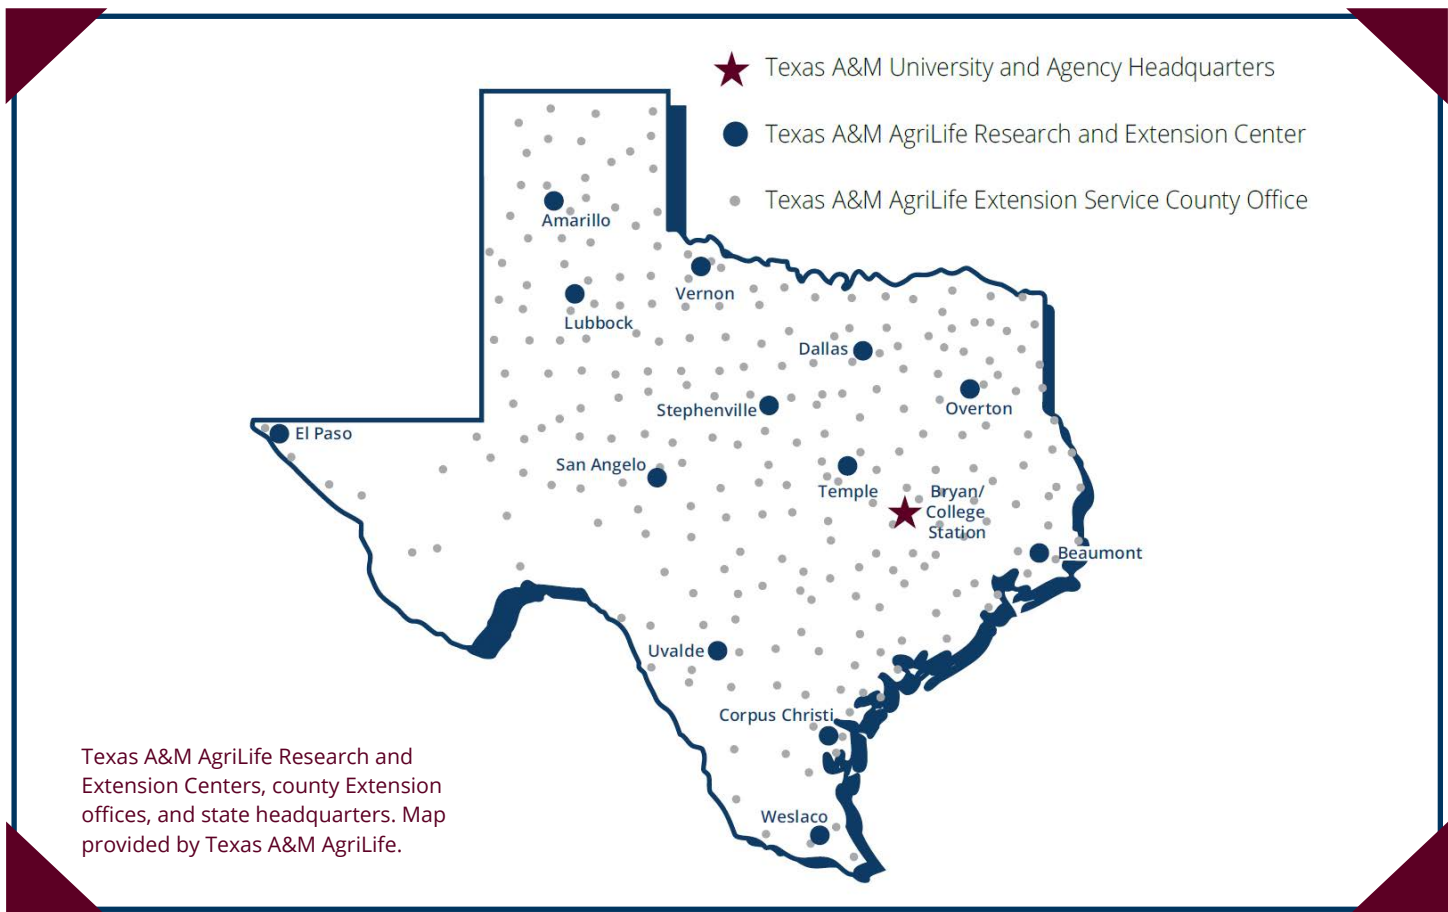 Texas A&M University and Agency Headquarters
Texas A&M AgriLife Research and Extension Center
Texas A&M AgriLife Extension Service County Office
Amarillo
Vernon
Lubbock
Dallas
Stephenville
Overton
El Paso
San Angelo
Temple
Bryan/
College
Station
Beaumont
Uvalde
Corpus Christi
Weslaco
Texas A&M AgriLife Research and
Extension Centers, county Extension
offices, and state headquarters. Map
provided by Texas A&M AgriLife.